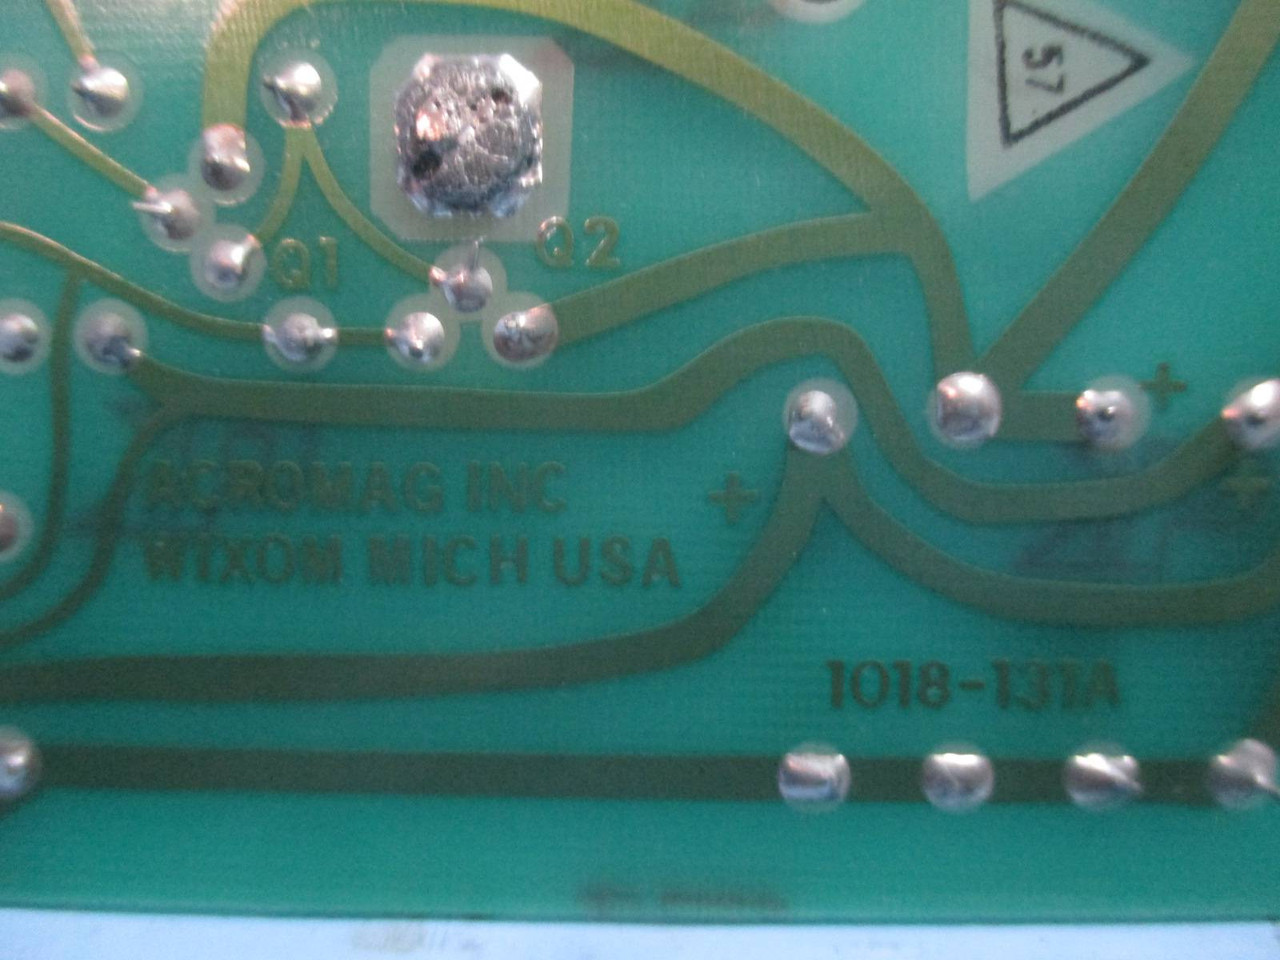 57
Q2
Q1
+
ACROMAG INC
+
+
WIXOM MICH USA
1018-131A